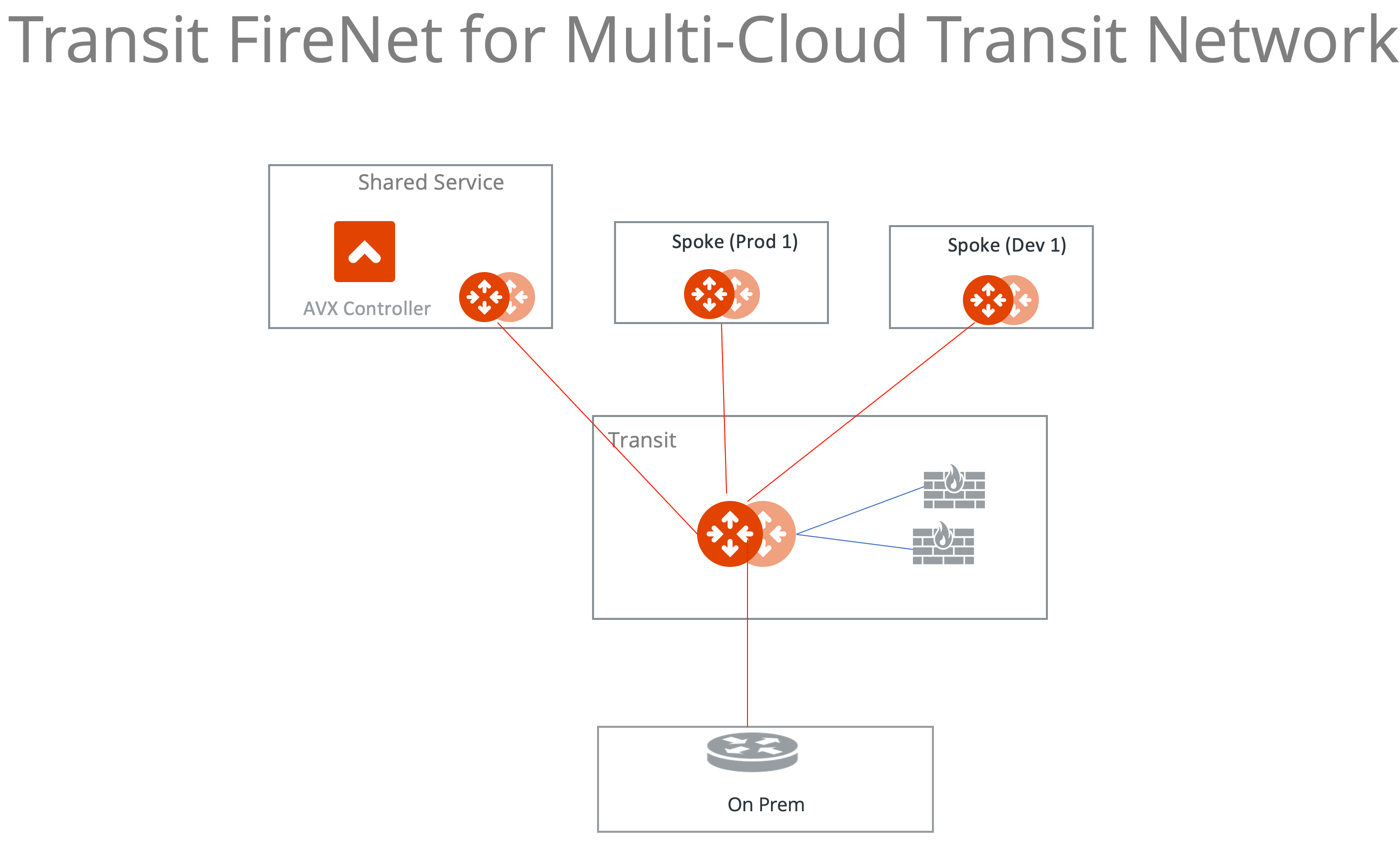 Transit FireNet for Multi-Cloud Transit Network
Shared Service
AVX Controller
Spoke (Prod 1)
Spoke (Dev 1)
Transit
On Prem